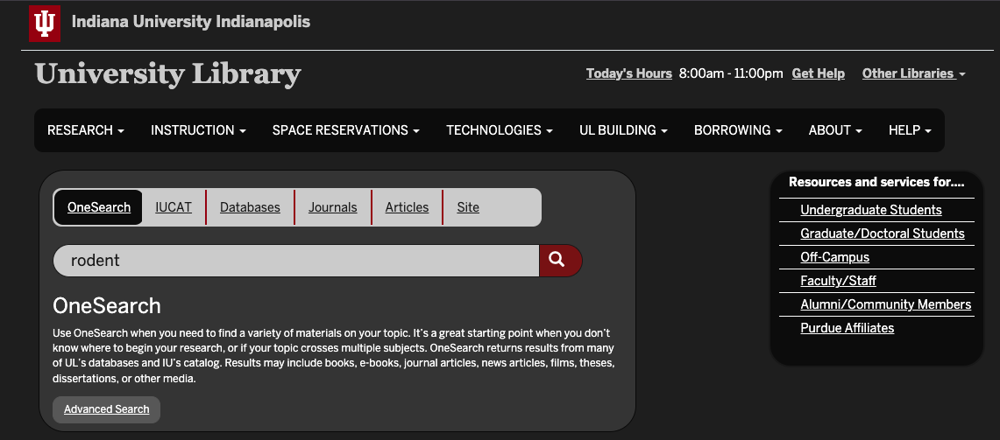 Indiana University Indianapolis
University Library
Today's Hours 8:00am - 11:00pm Get Help Other Libraries
RESEARCH INSTRUCTION SPACE RESERVATIONS TECHNOLOGIES UL BUILDING BORROWING ABOUT HELP
OneSearch IUCAT Databases Journals Articles Site
rodent
OneSearch
Use OneSearch when you need to find a variety of materials on your topic. It's a great starting point when you don't
know where to begin your research, or if your topic crosses multiple subjects. OneSearch returns results from many
of UL's databases and IU's catalog. Results may include books, e-books, journal articles, news articles, films, theses,
dissertations, or other media.
Advanced Search
Resources and services for....
Undergraduate Students
Graduate/Doctoral Students
Off-Campus
Faculty/Staff
Alumni/Community Members
Purdue Affiliates